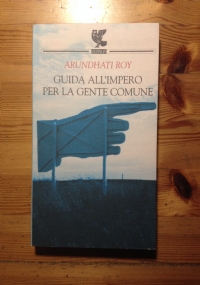 ARUNDHATI ROY
GUIDA ALL'IMPERO
PER LA GENTE COMUNE